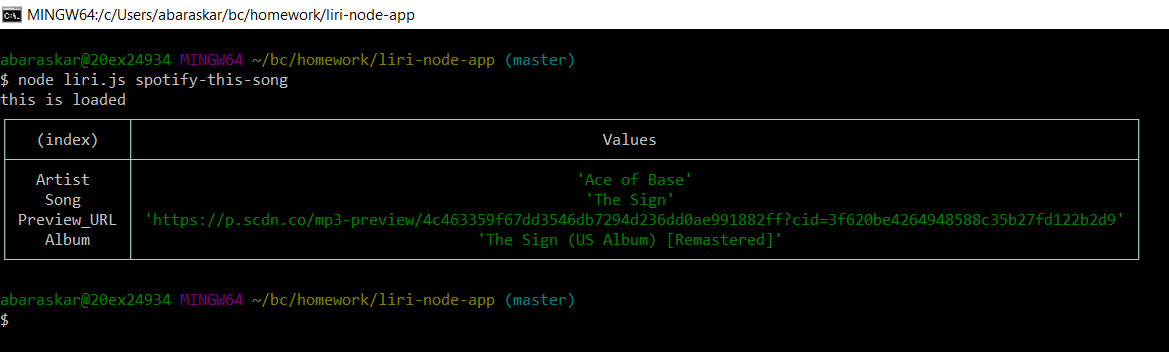 MINGW64:/c/Users/abaraskar/bc/homework/liri-node-app
abaraskar@20ex24934 MINGW64 ~/bc/homework/liri-node-app (master)
$ node liri.js spotify-this-song
this is loaded
(index) Values
Artist 'Ace of Base'
Song 'The Sign'
Preview_URL 'https://p.scdn.co/mp3-preview/4c463359f67dd3546db7294d236dd0ae991882ff?cid=3f620be4264948588c35b27fd122b2d9'
Album 'The Sign (US Album) [Remastered]'
abaraskar@20ex24934 MINGW64 ~/bc/homework/liri-node-app (master)
$